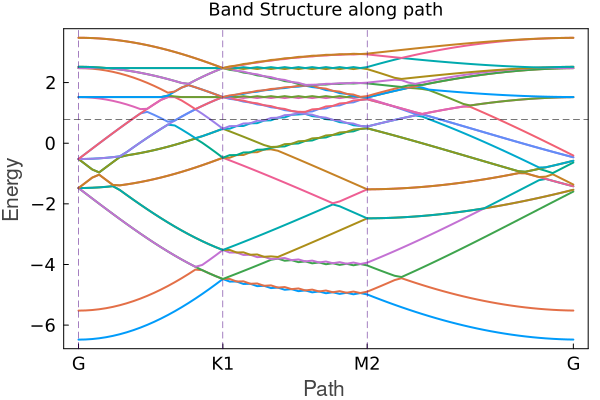 Band Structure along path
Energy
2
0
−2
−4
−6
G
K1
M2
G
Path